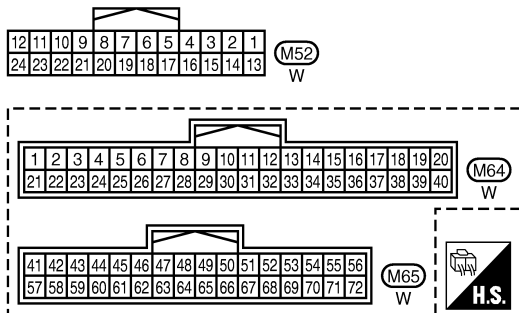 12 11 10 9 8 7 6 5 4 3 2 1
24 23 22 21 20 19 18 17 16 15 14 13
M52
W
1 2 3 4 5 6 7 8 9 10 11 12 13 14 15 16 17 18 19 20
21 22 23 24 25 26 27 28 29 30 31 32 33 34 35 36 37 38 39 40
M64
W
41 42 43 44 45 46 47 48 49 50 51 52 53 54 55 56
57 58 59 60 61 62 63 64 65 66 67 68 69 70 71 72
M65
W
H.S.